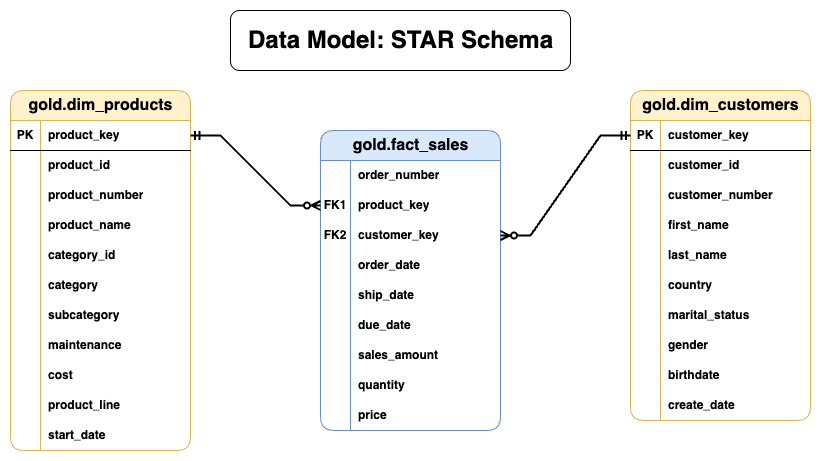 Data Model: STAR Schema
gold.dim_products
PK product_key
product_id
product_number
product_name
category_id
category
subcategory
maintenance
cost
product_line
start_date
gold.fact_sales
order_number
FK1 product_key
FK2 customer_key
order_date
ship_date
due_date
sales_amount
quantity
price
gold.dim_customers
PK customer_key
customer_id
customer_number
first_name
last_name
country
marital_status
gender
birthdate
create_date